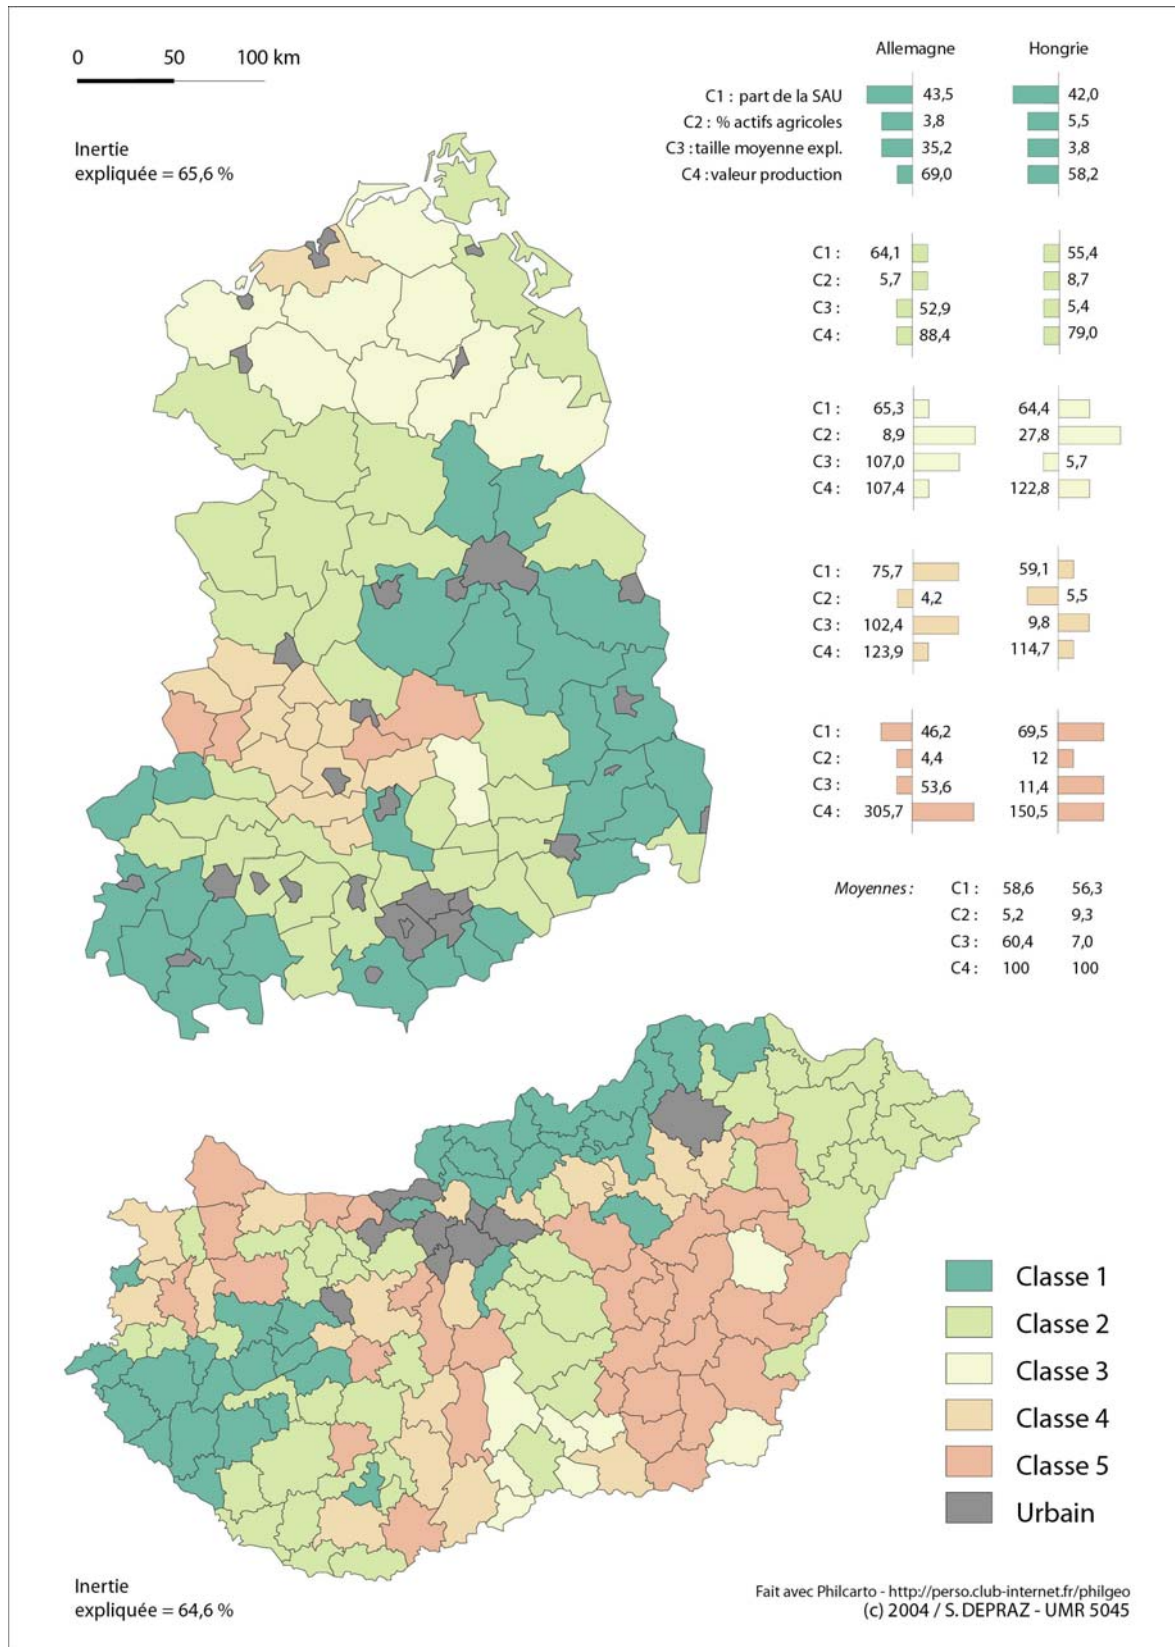 0 50 100 km
Inertie
expliquée = 65,6 %
Allemagne Hongrie
C1 : part de la SAU 43,5 42,0
C2 : % actifs agricoles 3,8 5,5
C3 : taille moyenne expl. 35,2 3,8
C4 : valeur production 69,0 58,2
C1 : 64,1 55,4
C2 : 5,7 8,7
C3 : 52,9 5,4
C4 : 88,4 79,0
C1 : 65,3 64,4
C2 : 8,9 27,8
C3 : 107,0 5,7
C4 : 107,4 122,8
C1 : 75,7 59,1
C2 : 4,2 5,5
C3 : 102,4 9,8
C4 : 123,9 114,7
C1 : 46,2 69,5
C2 : 4,4 12
C3 : 53,6 11,4
C4 : 305,7 150,5
Moyennes : C1 : 58,6 56,3
C2 : 5,2 9,3
C3 : 60,4 7,0
C4 : 100 100
Classe 1
Classe 2
Classe 3
Classe 4
Classe 5
Urbain
Inertie
expliquée = 64,6 %
Fait avec Philcarto - http://perso.club-internet.fr/philgeo
(c) 2004 / S. DEPRAZ - UMR 5045